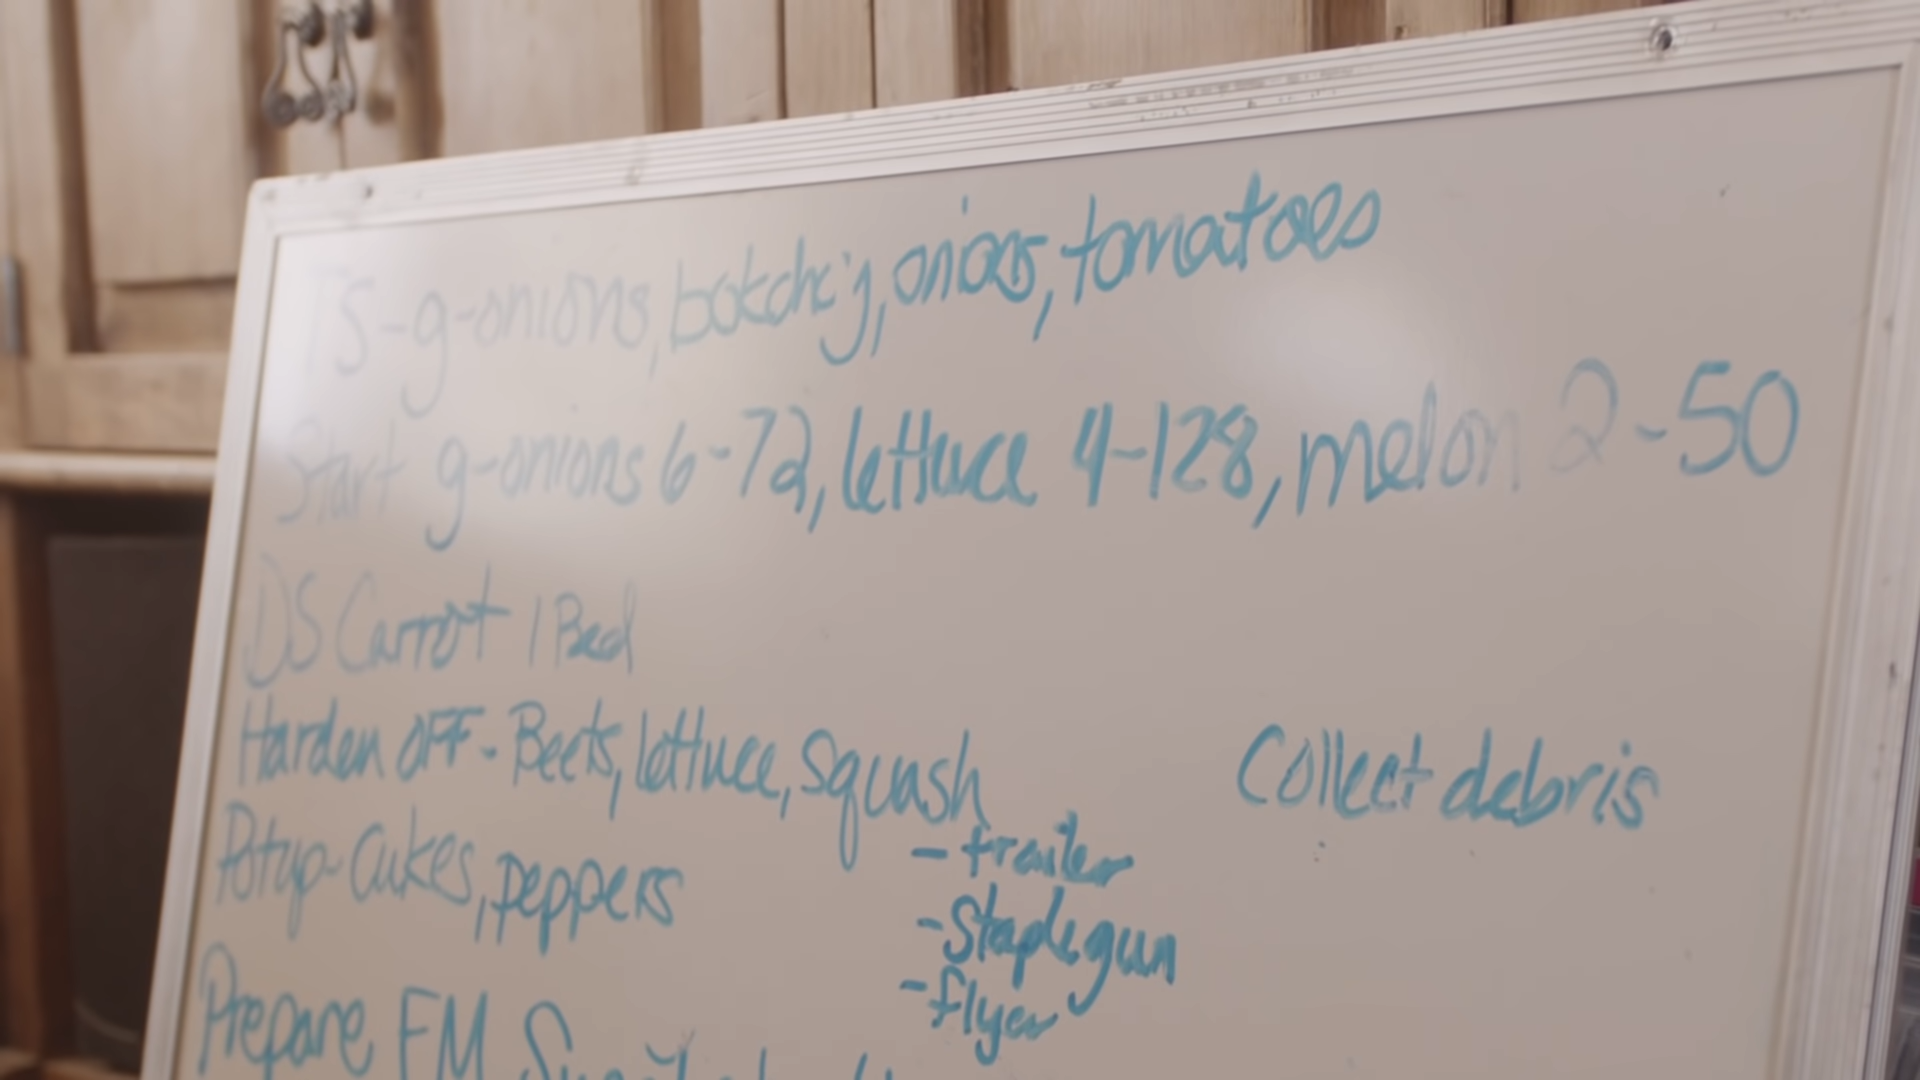 TS-g-onions, bokchoy, onions, tomatoes
Start g-onions 6-72, lettuce 4-128, melon 2-50
DS Carrot 1 Bed
Harden OFF - Beets, lettuce, Squash
Collect debris
Potup- Cukes, peppers
- trailer
- Staplegun
- flyer
Prepare FM